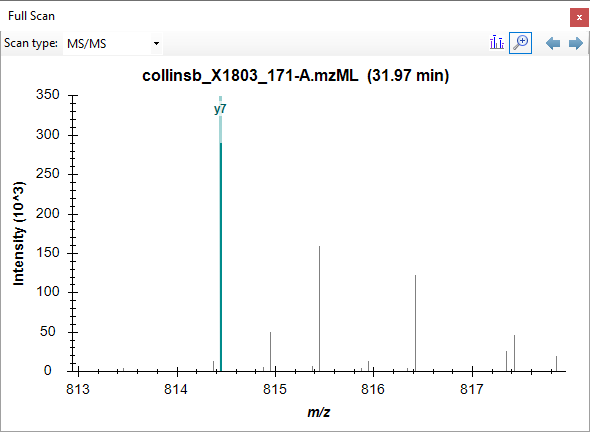 Full Scan
x
Scan type: MS/MS
collinsb_X1803_171-A.mzML (31.97 min)
y7
Intensity (10^3)
350
300
250
200
150
100
50
0
813 814 815 816 817
m/z